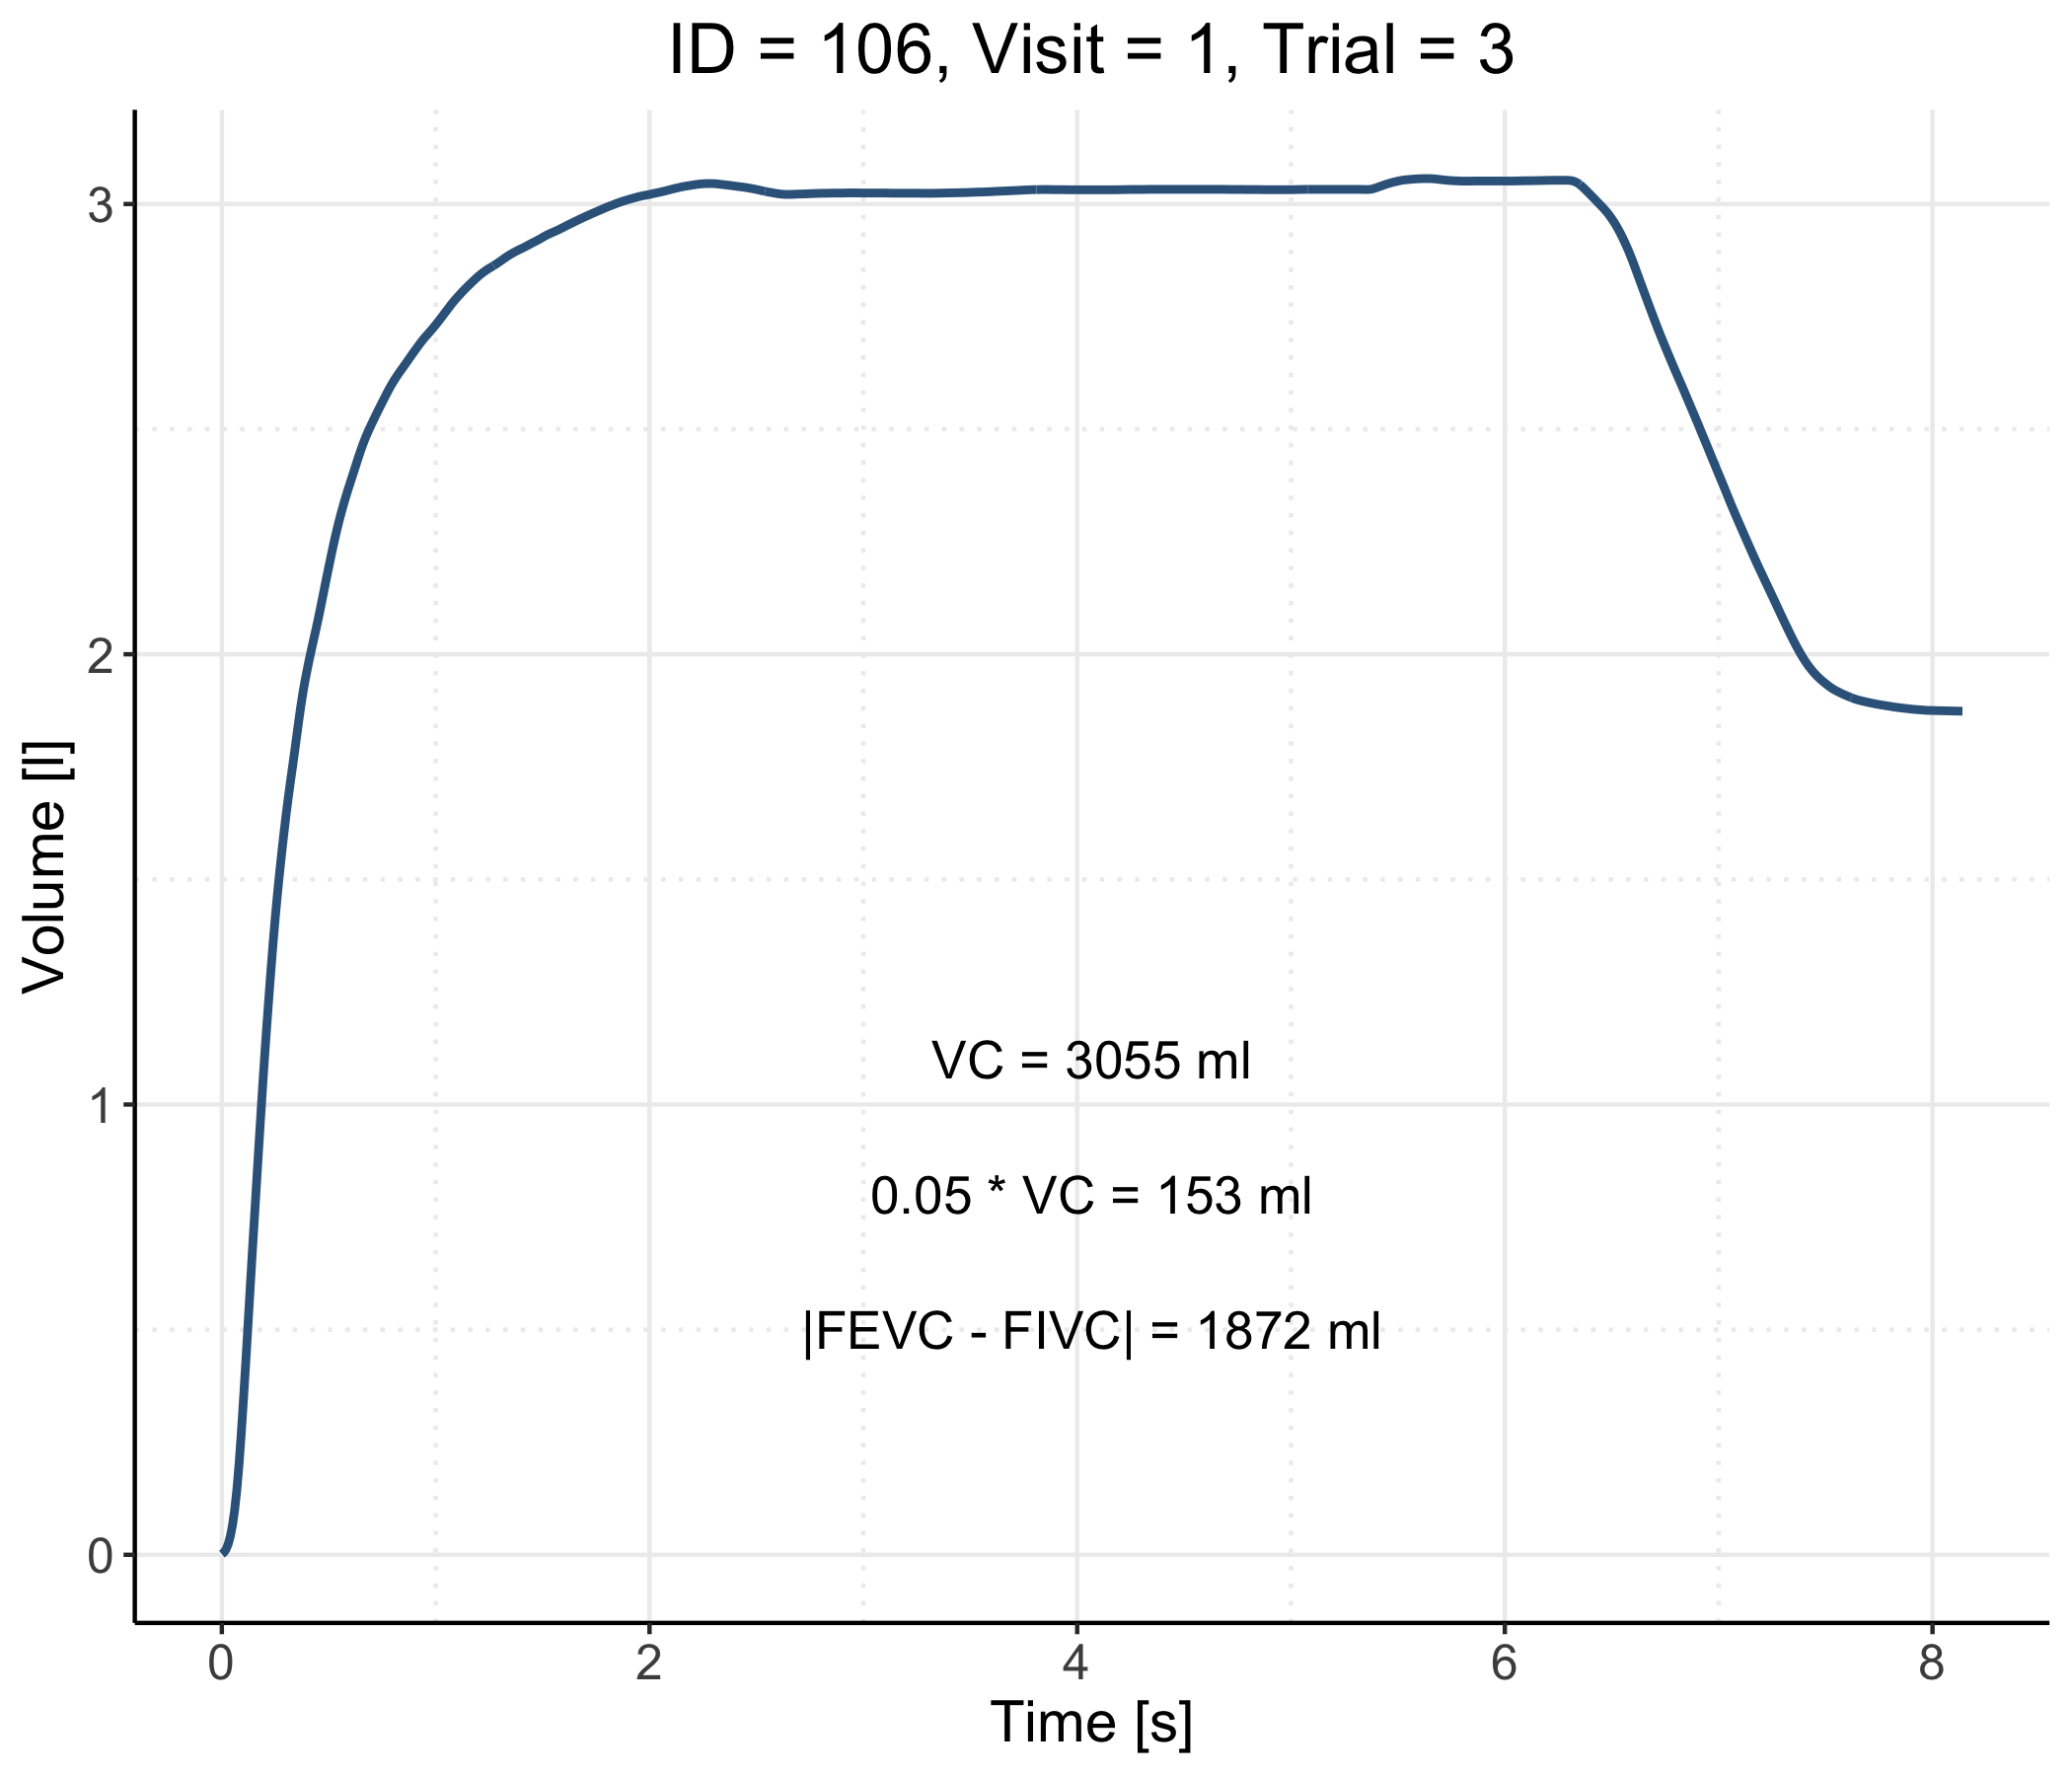 ID = 106, Visit = 1, Trial = 3
3
2
1
0
Volume [l]
VC = 3055 ml
0.05 * VC = 153 ml
|FEVC - FIVC| = 1872 ml
0 2 4 6 8
Time [s]